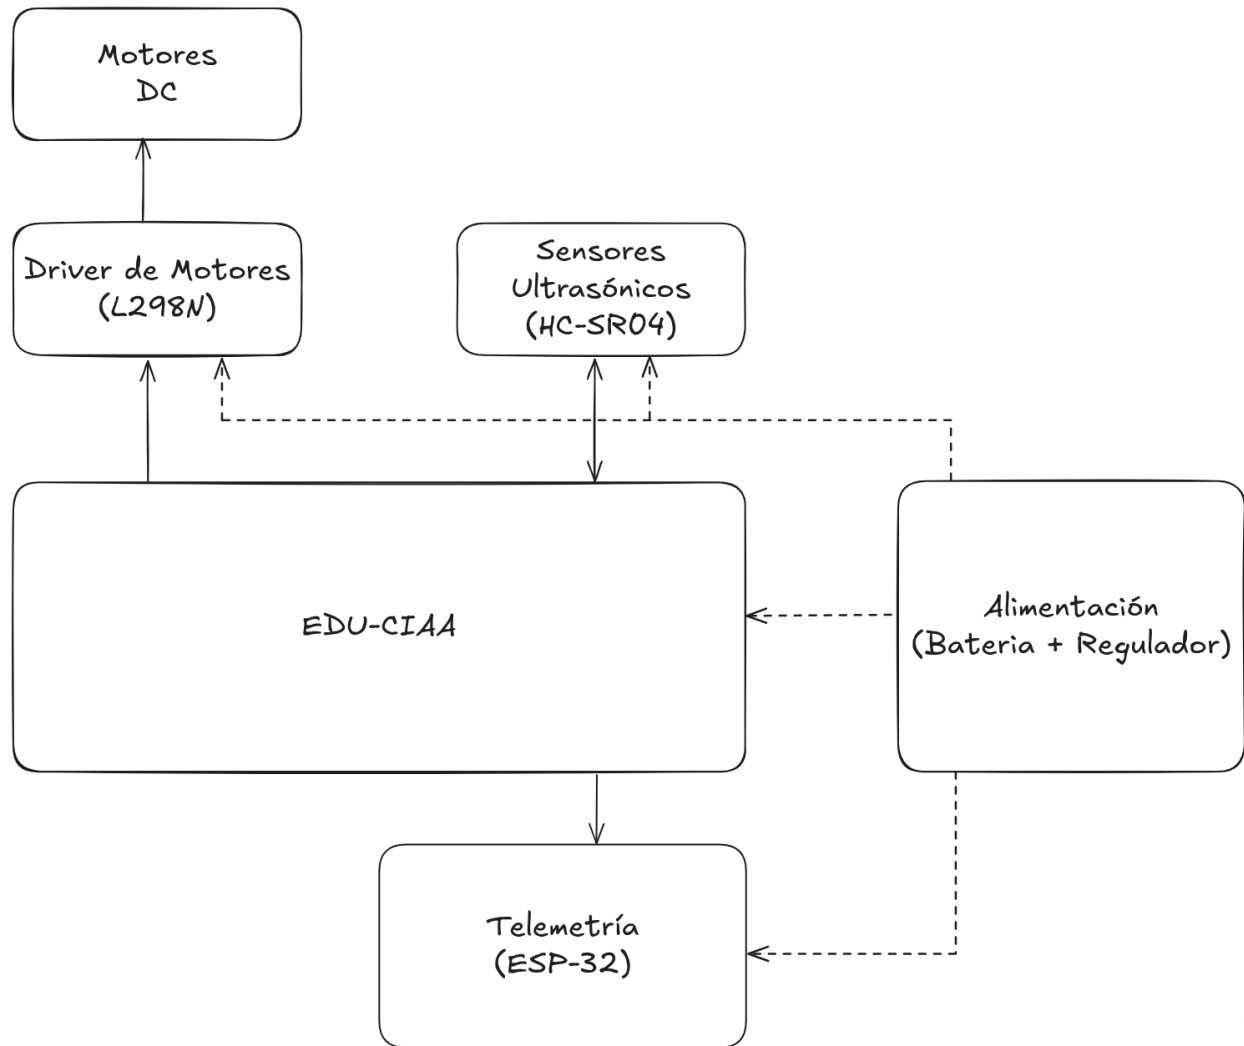 Motores
DC
Driver de Motores
(L298N)
Sensores
Ultrasónicos
(HC-SR04)
EDU-CIAA
Alimentación
(Bateria + Regulador)
Telemetría
(ESP-32)